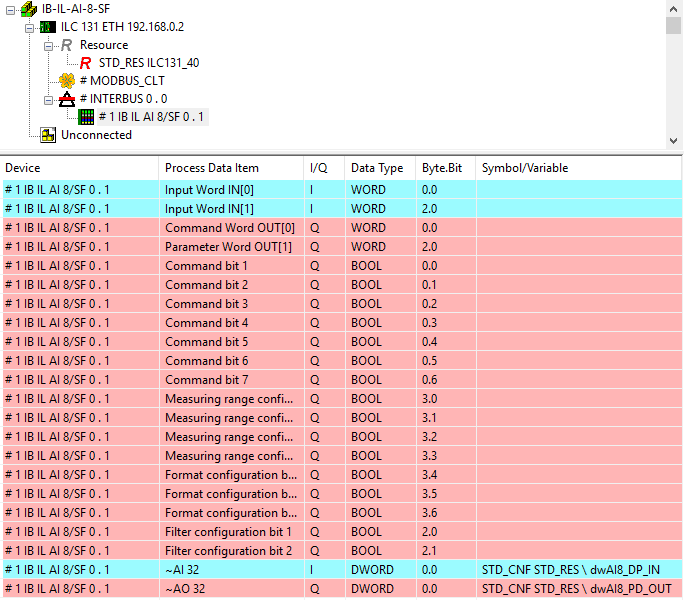 IB-IL-AI-8-SF
ILC 131 ETH 192.168.0.2
Resource
STD_RES ILC131_40
# MODBUS_CLT
# INTERBUS 0 . 0
# 1 IB IL AI 8/SF 0 . 1
Unconnected
Device Process Data Item I/Q Data Type Byte.Bit Symbol/Variable
# 1 IB IL AI 8/SF 0 . 1 Input Word IN[0] I WORD 0.0
# 1 IB IL AI 8/SF 0 . 1 Input Word IN[1] I WORD 2.0
# 1 IB IL AI 8/SF 0 . 1 Command Word OUT[0] Q WORD 0.0
# 1 IB IL AI 8/SF 0 . 1 Parameter Word OUT[1] Q WORD 2.0
# 1 IB IL AI 8/SF 0 . 1 Command bit 1 Q BOOL 0.0
# 1 IB IL AI 8/SF 0 . 1 Command bit 2 Q BOOL 0.1
# 1 IB IL AI 8/SF 0 . 1 Command bit 3 Q BOOL 0.2
# 1 IB IL AI 8/SF 0 . 1 Command bit 4 Q BOOL 0.3
# 1 IB IL AI 8/SF 0 . 1 Command bit 5 Q BOOL 0.4
# 1 IB IL AI 8/SF 0 . 1 Command bit 6 Q BOOL 0.5
# 1 IB IL AI 8/SF 0 . 1 Command bit 7 Q BOOL 0.6
# 1 IB IL AI 8/SF 0 . 1 Measuring range confi... Q BOOL 3.0
# 1 IB IL AI 8/SF 0 . 1 Measuring range confi... Q BOOL 3.1
# 1 IB IL AI 8/SF 0 . 1 Measuring range confi... Q BOOL 3.2
# 1 IB IL AI 8/SF 0 . 1 Measuring range confi... Q BOOL 3.3
# 1 IB IL AI 8/SF 0 . 1 Format configuration b... Q BOOL 3.4
# 1 IB IL AI 8/SF 0 . 1 Format configuration b... Q BOOL 3.5
# 1 IB IL AI 8/SF 0 . 1 Format configuration b... Q BOOL 3.6
# 1 IB IL AI 8/SF 0 . 1 Filter configuration bit 1 Q BOOL 2.0
# 1 IB IL AI 8/SF 0 . 1 Filter configuration bit 2 Q BOOL 2.1
# 1 IB IL AI 8/SF 0 . 1 ~AI 32 I DWORD 0.0 STD_CNF STD_RES \ dwAI8_DP_IN
# 1 IB IL AI 8/SF 0 . 1 ~AO 32 Q DWORD 0.0 STD_CNF STD_RES \ dwAI8_PD_OUT